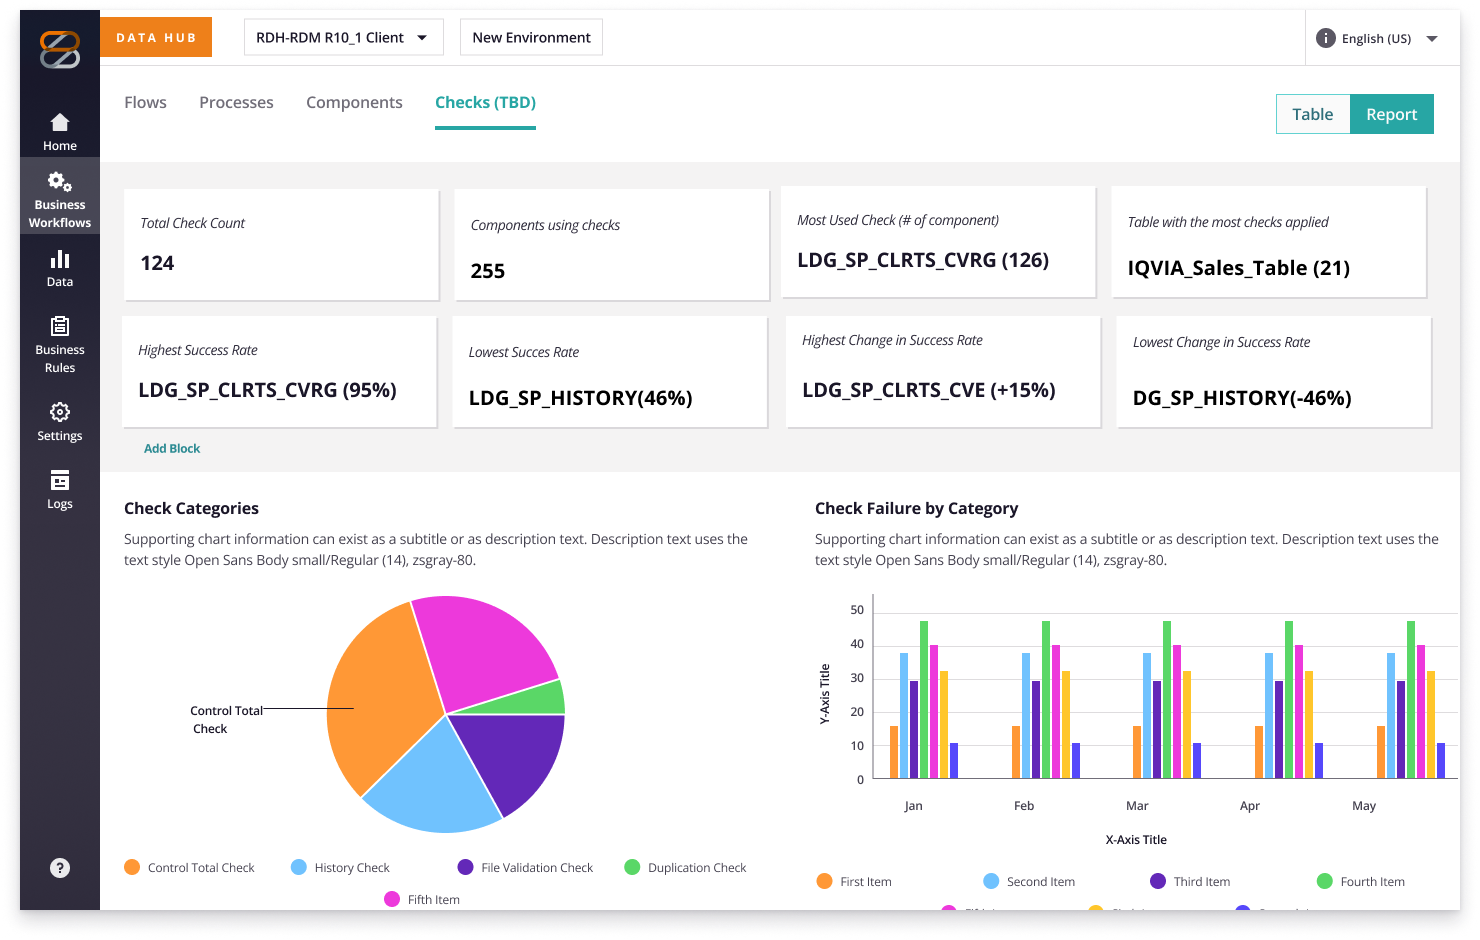 DATA HUB
RDH-RDM R10_1 Client
New Environment
English (US)
Home
Business
Workflows
Data
Business
Rules
Settings
Logs
Flows
Processes
Components
Checks (TBD)
Table
Report
Total Check Count
124
Components using checks
255
Most Used Check (# of component)
LDG_SP_CLRTS_CVRG (126)
Table with the most checks applied
IQVIA_Sales_Table (21)
Highest Success Rate
LDG_SP_CLRTS_CVRG (95%)
Lowest Succes Rate
LDG_SP_HISTORY(46%)
Highest Change in Success Rate
LDG_SP_CLRTS_CVE (+15%)
Lowest Change in Success Rate
DG_SP_HISTORY(-46%)
Add Block
Check Categories
Supporting chart information can exist as a subtitle or as description text. Description text uses the
text style Open Sans Body small/Regular (14), zsgray-80.
Control Total
Check
Control Total Check
History Check
File Validation Check
Duplication Check
Fifth Item
Check Failure by Category
Supporting chart information can exist as a subtitle or as description text. Description text uses the
text style Open Sans Body small/Regular (14), zsgray-80.
Y-Axis Title
50
40
30
20
10
0
Jan
Feb
Mar
Apr
May
X-Axis Title
First Item
Second Item
Third Item
Fourth Item